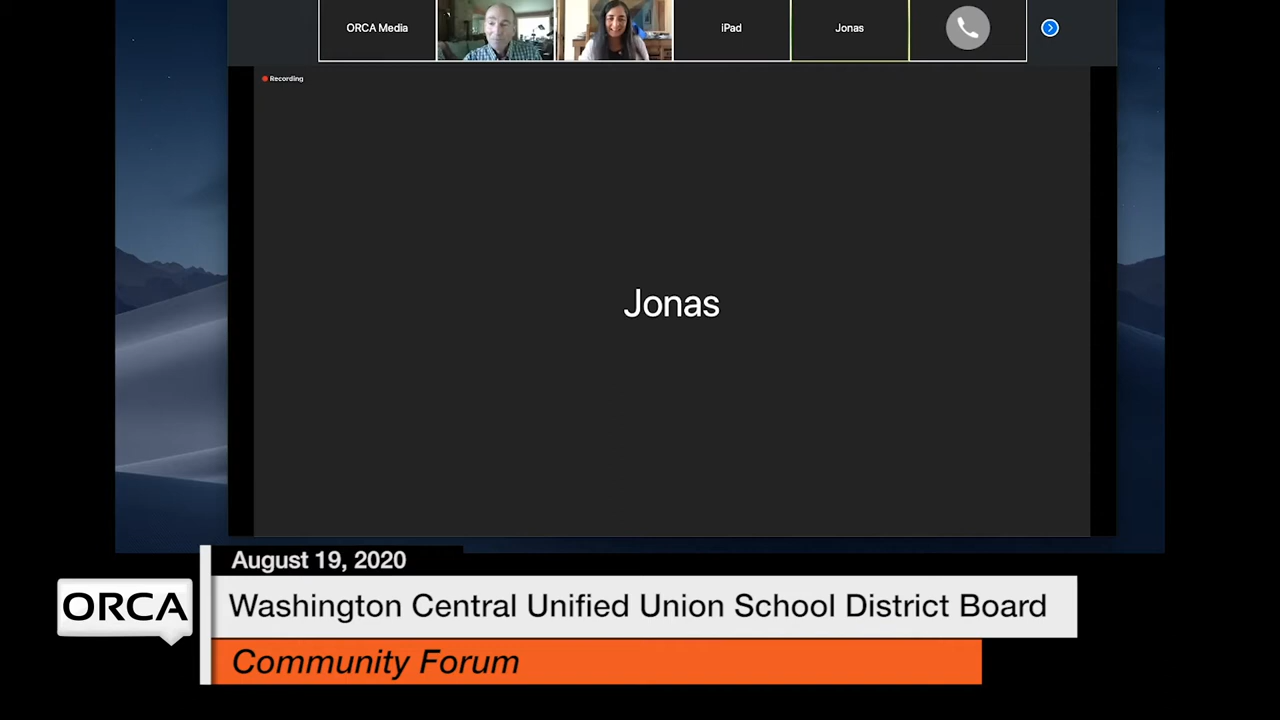 ORCA Media
iPad
Jonas
Recording
Jonas
August 19, 2020
ORCA
Washington Central Unified Union School District Board
Community Forum